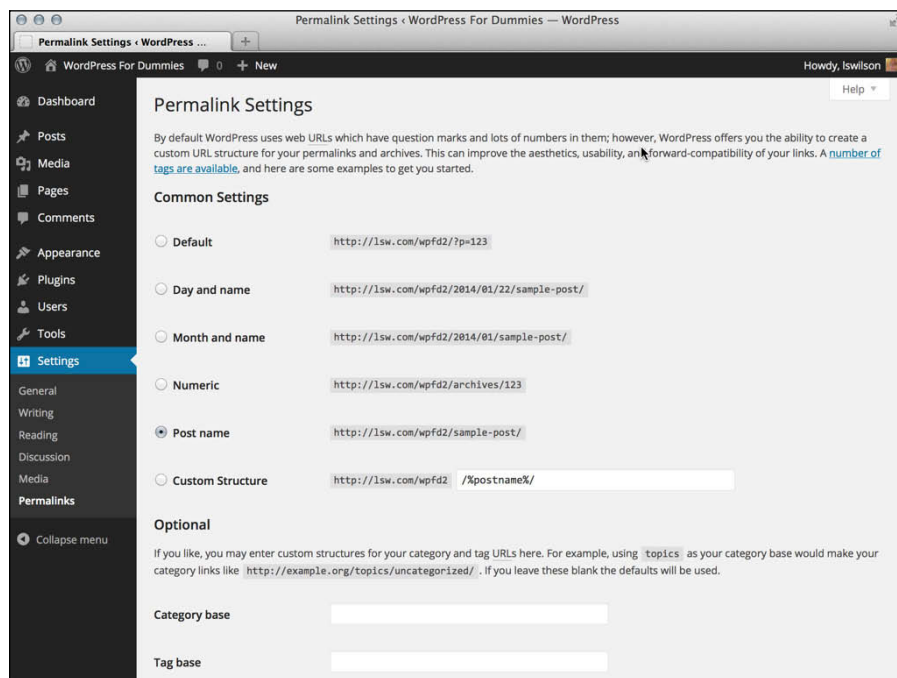 Permalink Settings ‹ WordPress For Dummies — WordPress
Permalink Settings ‹ WordPress ...
+
WordPress For Dummies 0 + New
Howdy, lswilson
Help
Dashboard
Posts
Media
Pages
Comments
Appearance
Plugins
Users
Tools
Settings
General
Writing
Reading
Discussion
Media
Permalinks
Collapse menu
Permalink Settings
By default WordPress uses web URLs which have question marks and lots of numbers in them; however, WordPress offers you the ability to create a
custom URL structure for your permalinks and archives. This can improve the aesthetics, usability, and forward-compatibility of your links. A number of
tags are available, and here are some examples to get you started.
Common Settings
Default http://lsw.com/wpfd2/?p=123
Day and name http://lsw.com/wpfd2/2014/01/22/sample-post/
Month and name http://lsw.com/wpfd2/2014/01/sample-post/
Numeric http://lsw.com/wpfd2/archives/123
Post name http://lsw.com/wpfd2/sample-post/
Custom Structure http://lsw.com/wpfd2 /%postname%/
Optional
If you like, you may enter custom structures for your category and tag URLs here. For example, using topics as your category base would make your
category links like http://example.org/topics/uncategorized/ . If you leave these blank the defaults will be used.
Category base
Tag base